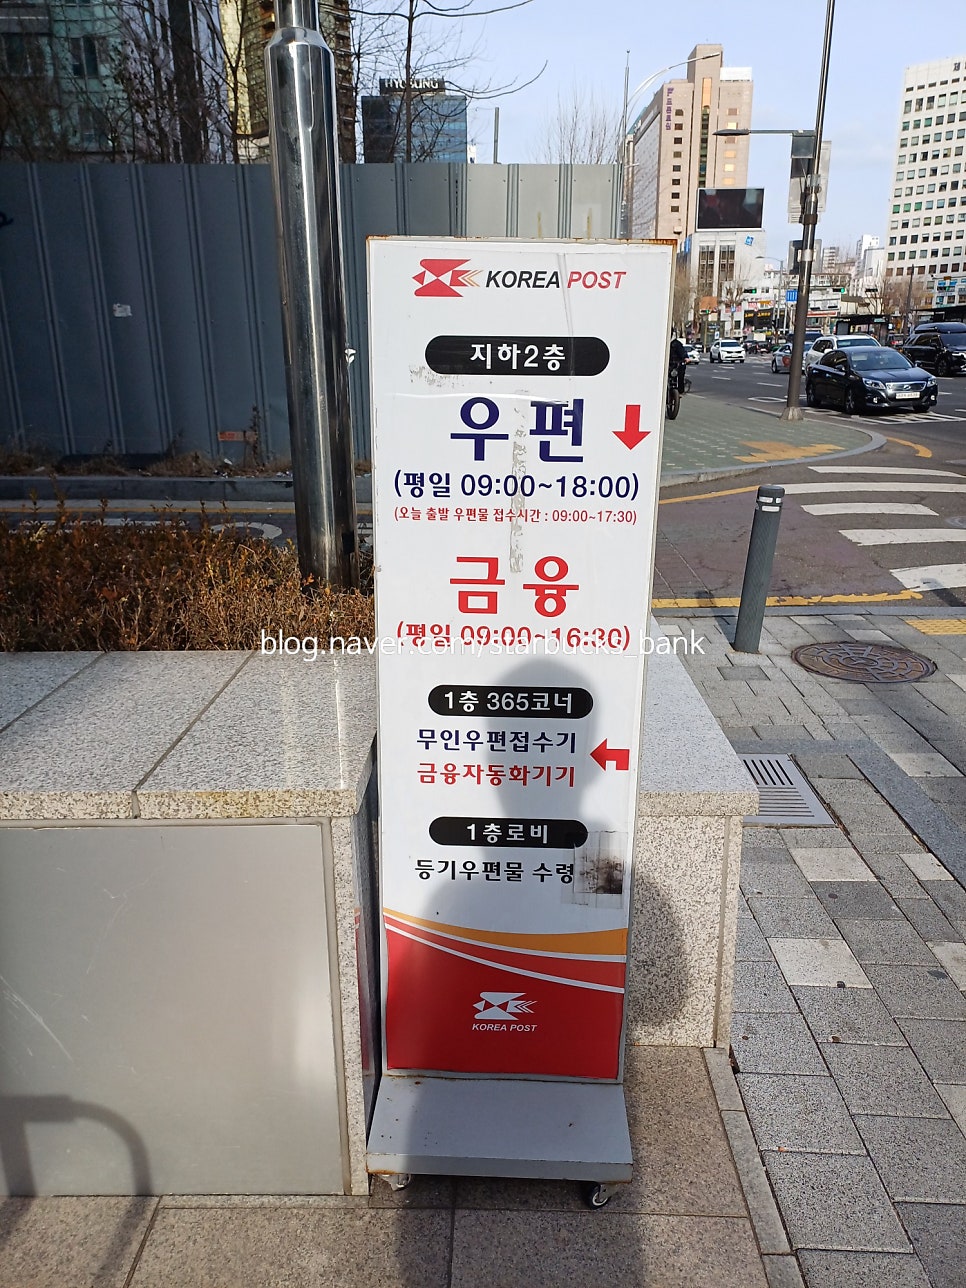 HYOSUNG
KOREA POST
지하2층
우편
(평일 09:00~18:00)
(오늘 출발 우편물 접수시간 : 09:00~17:30)
금융
(평일 09:00~16:30)
blog.naver.com/starbucks_bank
1층 365코너
무인우편접수기
금융자동화기기
1층로비
등기우편물 수령
KOREA POST